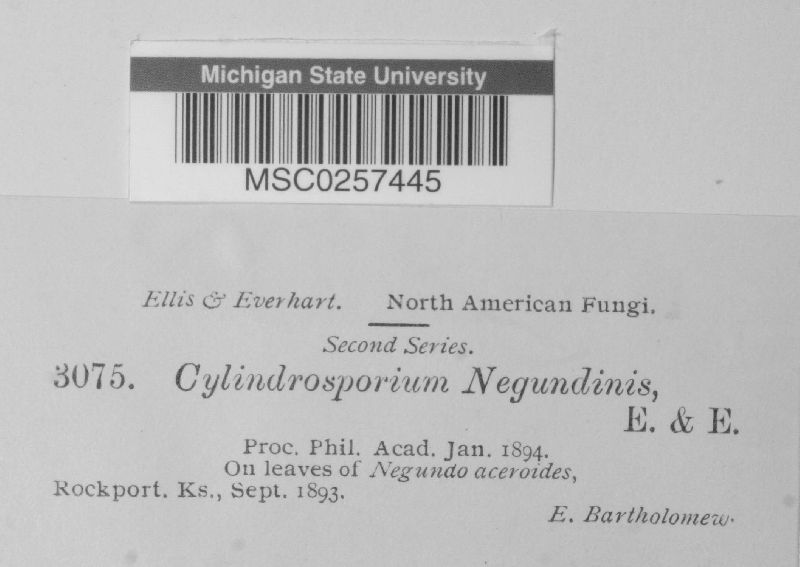 Michigan State University
MSC0257445
Ellis & Everhart. North American Fungi.
Second Series.
3075. Cylindrosporium Negundinis,
E. & E.
Proc. Phil. Acad. Jan. 1894.
On leaves of Negundo aceroides,
Rockport. Ks., Sept. 1893.
E. Bartholomew.